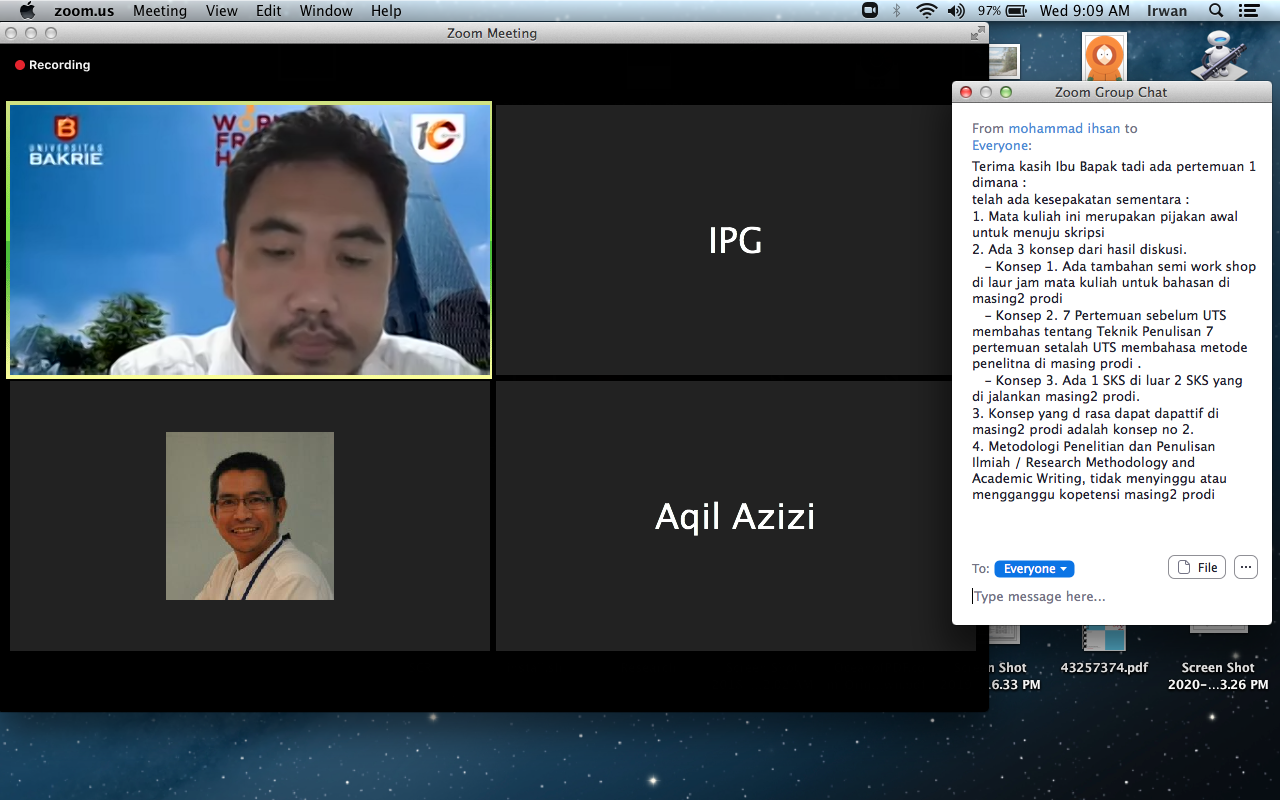 zoom.us Meeting View Edit Window Help
97%
Wed 9:09 AM Irwan
Zoom Meeting
Recording
UNIVERSITAS
BAKRIE
10
IPG
Aqil Azizi
Zoom Group Chat
From mohammad ihsan to
Everyone:
Terima kasih Ibu Bapak tadi ada pertemuan 1
dimana :
telah ada kesepakatan sementara :
1. Mata kuliah ini merupakan pijakan awal
untuk menuju skripsi
2. Ada 3 konsep dari hasil diskusi.
- Konsep 1. Ada tambahan semi work shop
di laur jam mata kuliah untuk bahasan di
masing2 prodi
- Konsep 2. 7 Pertemuan sebelum UTS
membahas tentang Teknik Penulisan 7
pertemuan setalah UTS membahasa metode
penelitna di masing prodi .
- Konsep 3. Ada 1 SKS di luar 2 SKS yang
di jalankan masing2 prodi.
3. Konsep yang d rasa dapat dapattif di
masing2 prodi adalah konsep no 2.
4. Metodologi Penelitian dan Penulisan
Ilmiah / Research Methodology and
Academic Writing, tidak menyinggu atau
mengganggu kopetensi masing2 prodi
To: Everyone
File
Type message here...
n Shot
.6.33 PM
43257374.pdf
Screen Shot
2020-...3.26 PM